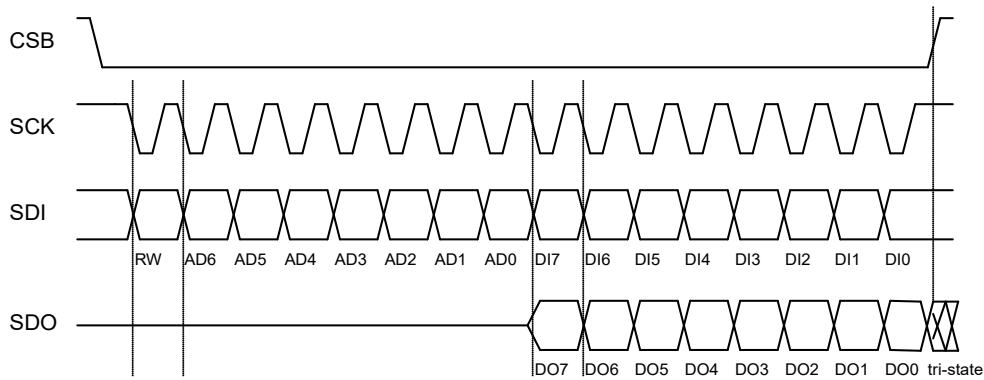 CSB
SCK
SDI
RW AD6 AD5 AD4 AD3 AD2 AD1 AD0 DI7 DI6 DI5 DI4 DI3 DI2 DI1 DI0
SDO
DO7 DO6 DO5 DO4 DO3 DO2 DO1 DO0 tri-state